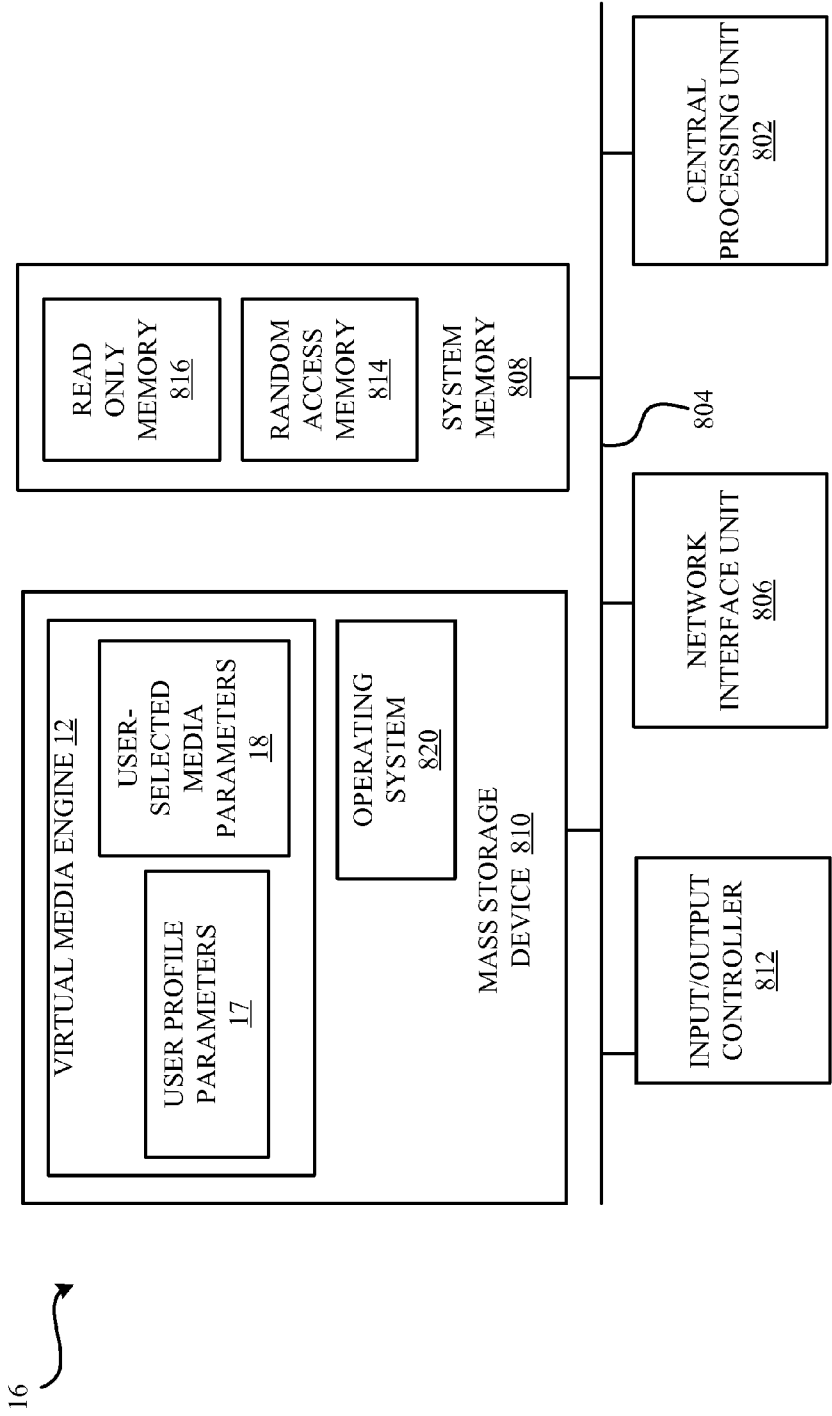 16
VIRTUAL MEDIA ENGINE 12
USER PROFILE
PARAMETERS
17
USER-
SELECTED
MEDIA
PARAMETERS
18
OPERATING
SYSTEM
820
MASS STORAGE
DEVICE 810
READ
ONLY
MEMORY
816
RANDOM
ACCESS
MEMORY
814
SYSTEM
MEMORY
808
804
INPUT/OUTPUT
CONTROLLER
812
NETWORK
INTERFACE UNIT
806
CENTRAL
PROCESSING UNIT
802